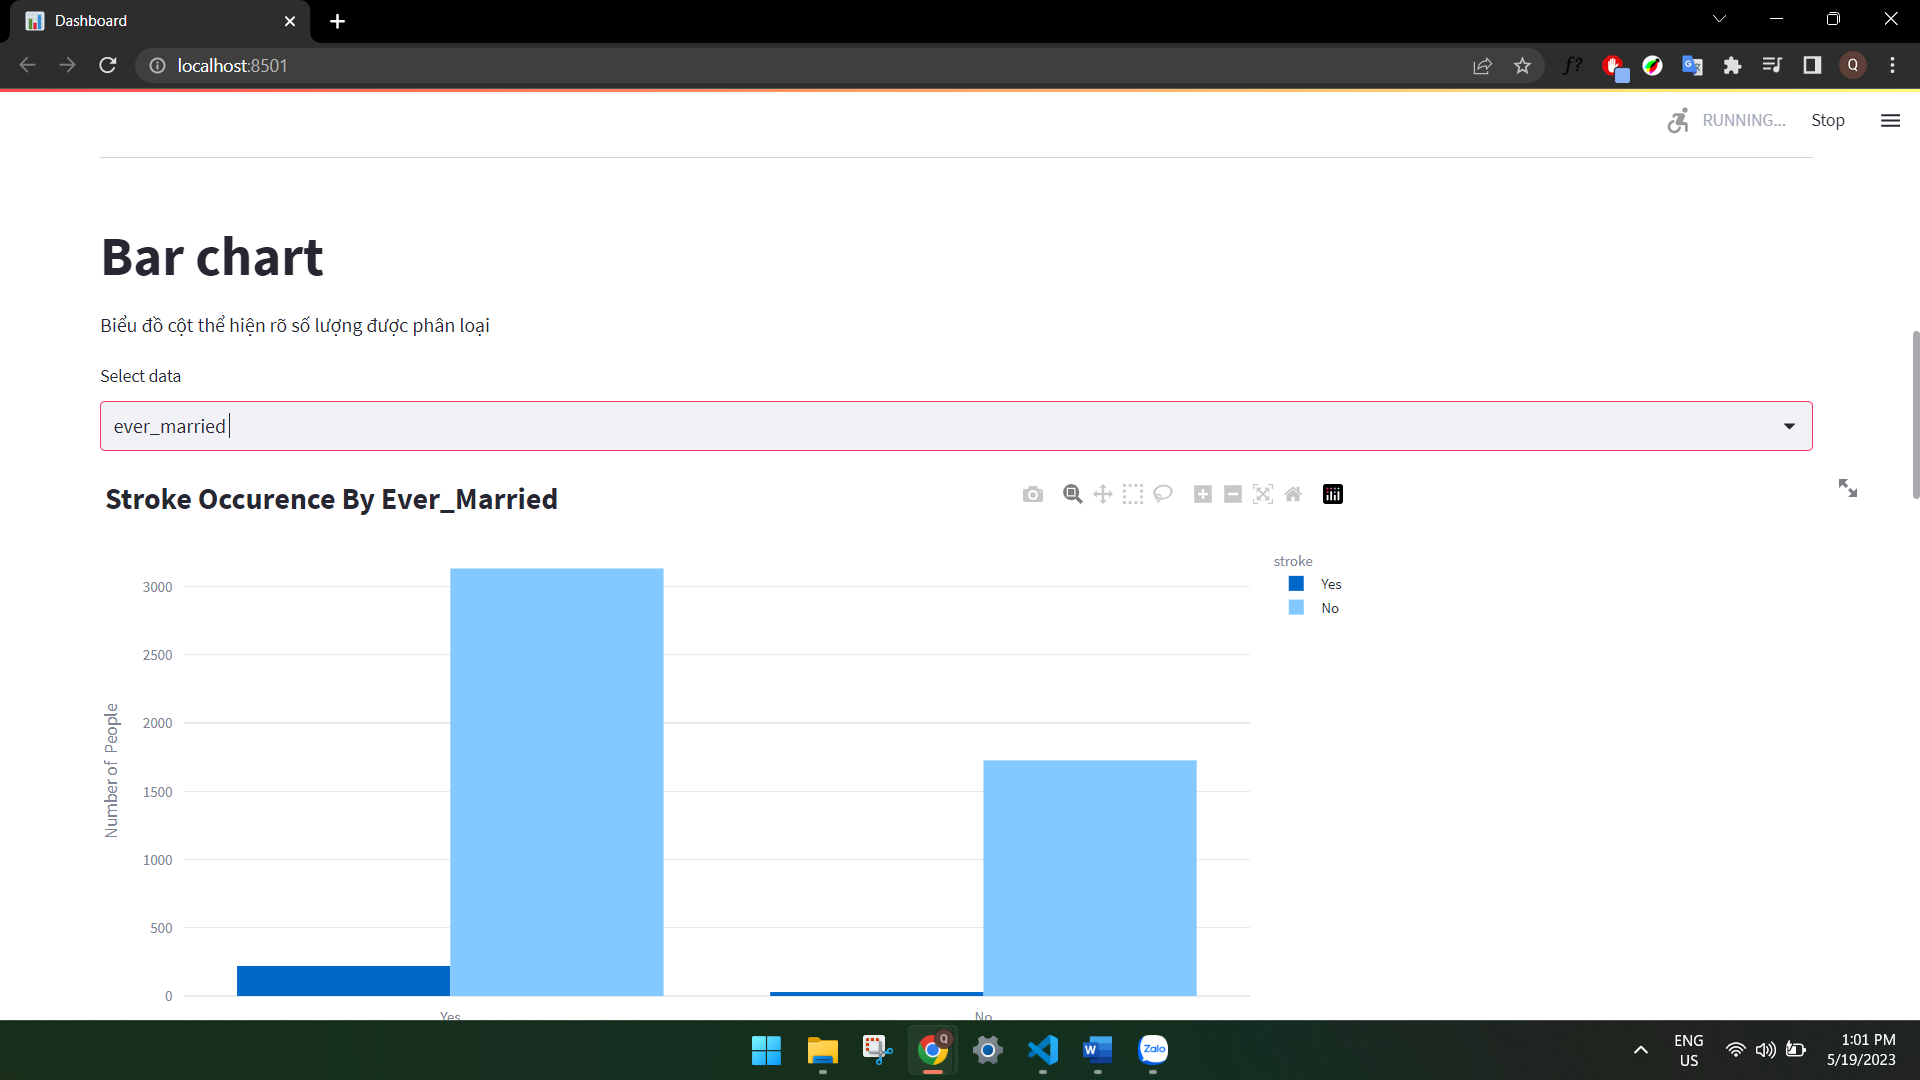 Dashboard
localhost:8501
f?
Q
RUNNING...
Stop
Bar chart
Biểu đồ cột thể hiện rõ số lượng được phân loại
Select data
ever_married
Stroke Occurence By Ever_Married
stroke
Yes
No
3000
2500
2000
1500
1000
500
0
Number of People
Yes
No
Q
W
Zalo
ENG
US
1:01 PM
5/19/2023